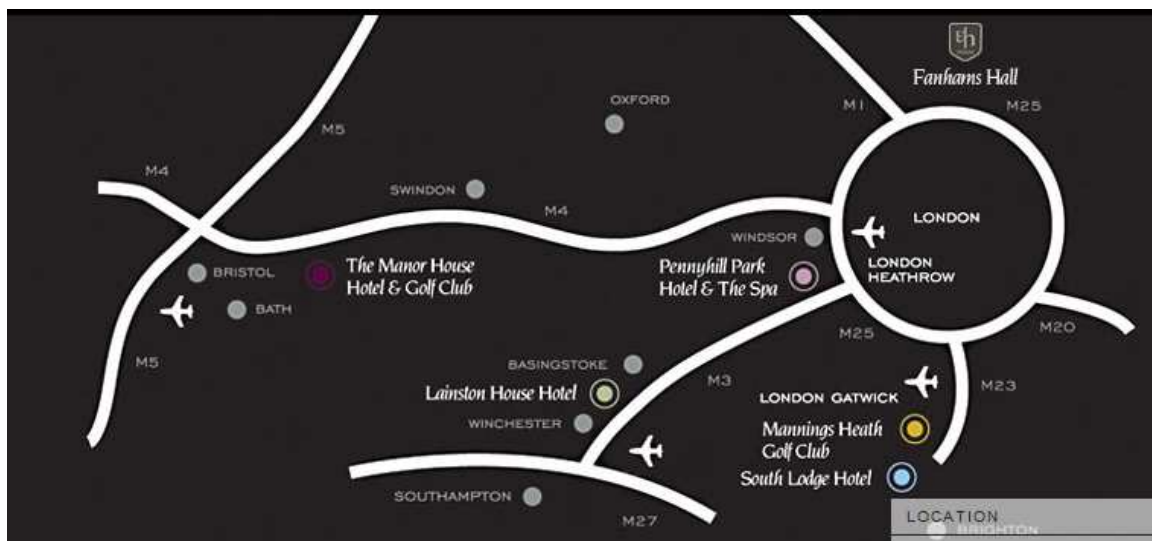 Fanhams Hall
OXFORD
M1
M25
M5
M4
SWINDON
M4
LONDON
WINDSOR
BRISTOL
The Manor House
Hotel & Golf Club
Pennyhill Park
Hotel & The Spa
LONDON
HEATHROW
BATH
M5
M25
M20
BASINGSTOKE
M3
M23
Lainston House Hotel
LONDON GATWICK
WINCHESTER
Mannings Heath
Golf Club
South Lodge Hotel
SOUTHAMPTON
M27
LOCATION
BRIGHTON